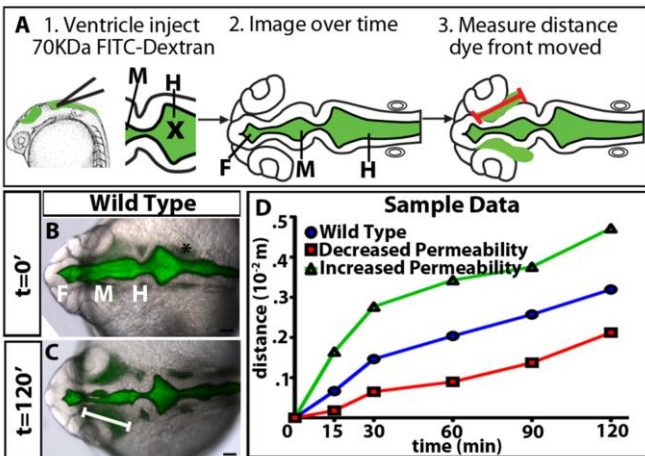 A
1. Ventricle inject
70KDa FITC-Dextran
2. Image over time
3. Measure distance
dye front moved
M
H
X
F
M
H
Wild Type
t=0'
B
*
F M H
t=120'
C
D
Sample Data
Wild Type
Decreased Permeability
Increased Permeability
distance (10⁻² m)
.5
.4
.3
.2
.1
0 15 30 60 90 120
time (min)